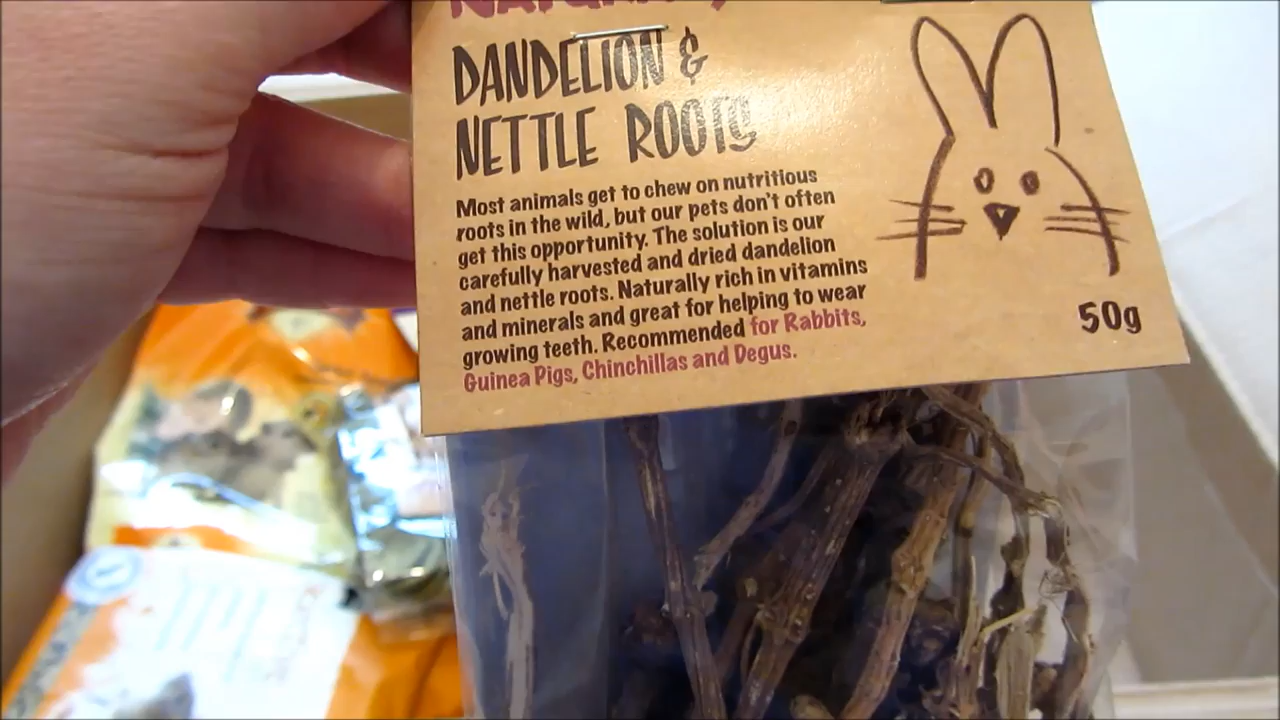 DANDELION &
NETTLE ROOTS
Most animals get to chew on nutritious
roots in the wild, but our pets don't often
get this opportunity. The solution is our
carefully harvested and dried dandelion
and nettle roots. Naturally rich in vitamins
and minerals and great for helping to wear
growing teeth. Recommended for Rabbits,
Guinea Pigs, Chinchillas and Degus.
50g